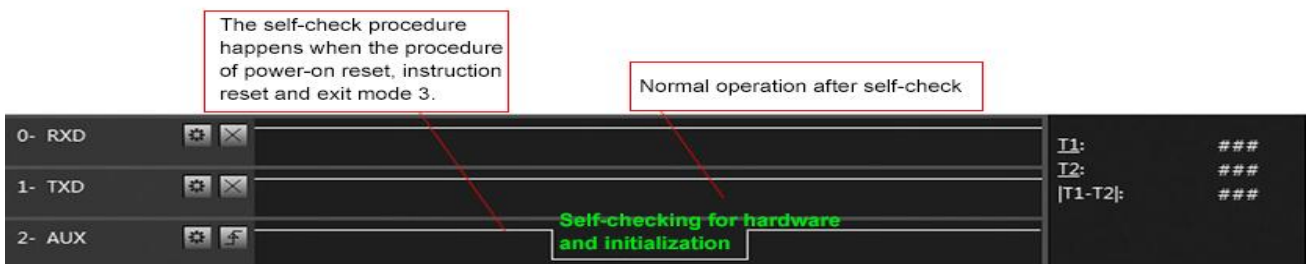 The self-check procedure
happens when the procedure
of power-on reset, instruction
reset and exit mode 3.
Normal operation after self-check
0- RXD
T1: ###
T2: ###
1- TXD
|T1-T2|: ###
Self-checking for hardware
and initialization
2- AUX